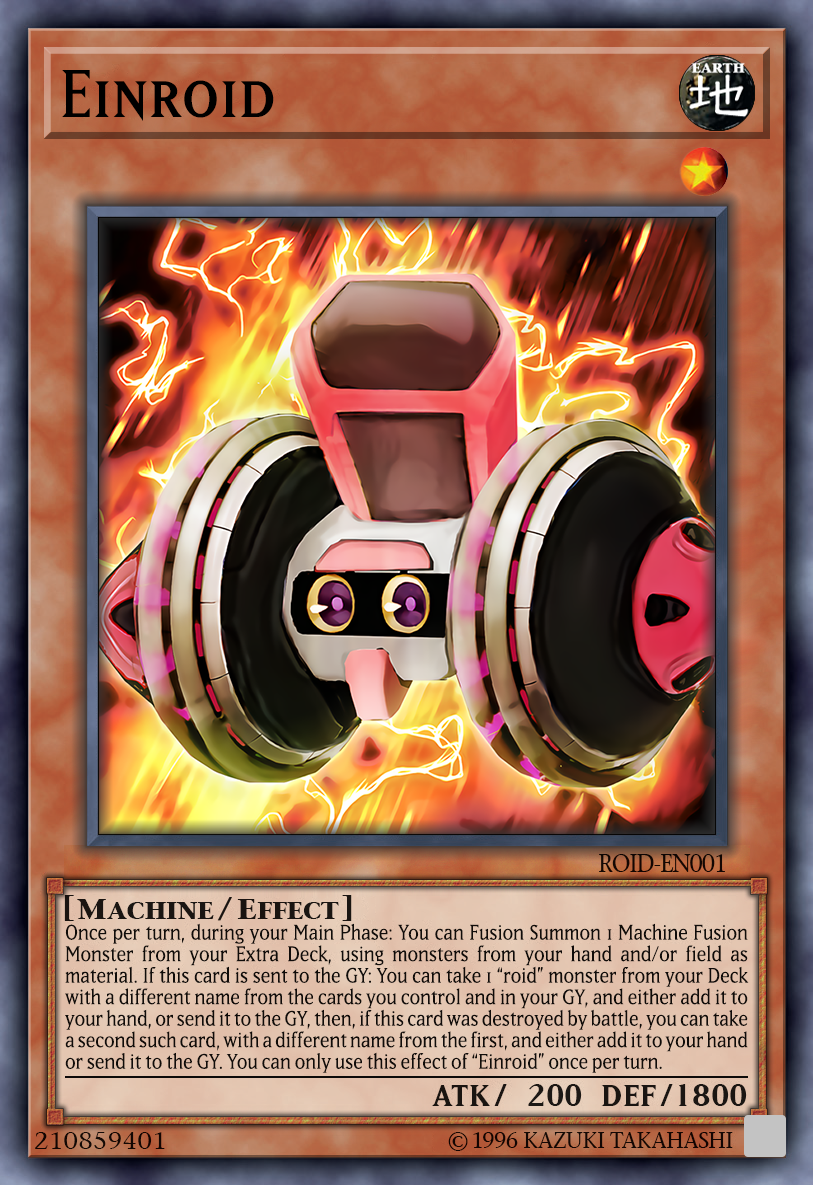 Einroid
EARTH
地
ROID-EN001
[Machine / Effect]
Once per turn, during your Main Phase: You can Fusion Summon 1 Machine Fusion
Monster from your Extra Deck, using monsters from your hand and/or field as
material. If this card is sent to the GY: You can take 1 “roid” monster from your Deck
with a different name from the cards you control and in your GY, and either add it to
your hand, or send it to the GY, then, if this card was destroyed by battle, you can take
a second such card, with a different name from the first, and either add it to your hand
or send it to the GY. You can only use this effect of “Einroid” once per turn.
ATK/ 200 DEF/1800
210859401 © 1996 KAZUKI TAKAHASHI